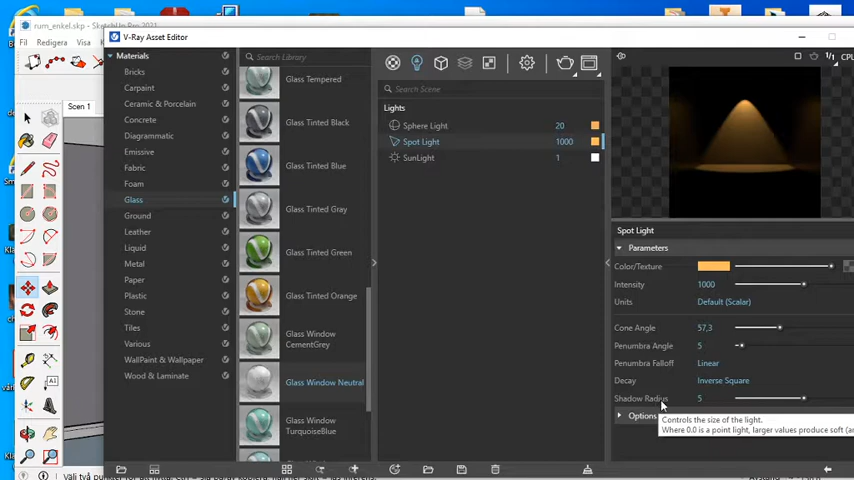 rum_enkel.skp - SketchUp Pro 2021
Fil Redigera Visa
Scen 1
V-Ray Asset Editor
Materials
Bricks
Carpaint
Ceramic & Porcelain
Concrete
Diagrammatic
Emissive
Fabric
Foam
Glass
Ground
Leather
Liquid
Metal
Paper
Plastic
Stone
Tiles
Various
WallPaint & Wallpaper
Wood & Laminate
Search Library
Glass Tempered
Glass Tinted Black
Glass Tinted Blue
Glass Tinted Gray
Glass Tinted Green
Glass Tinted Orange
Glass Window
CementGrey
Glass Window Neutral
Glass Window
TurquoiseBlue
Search Scene
Lights
Sphere Light 20
Spot Light 1000
SunLight 1
1/1 CPU
Spot Light
Parameters
Color/Texture
Intensity 1000
Units Default (Scalar)
Cone Angle 57,3
Penumbra Angle 5
Penumbra Falloff Linear
Decay Inverse Square
Shadow Radius 5
Options
Controls the size of the light.
Where 0.0 is a point light, larger values produce soft (ar